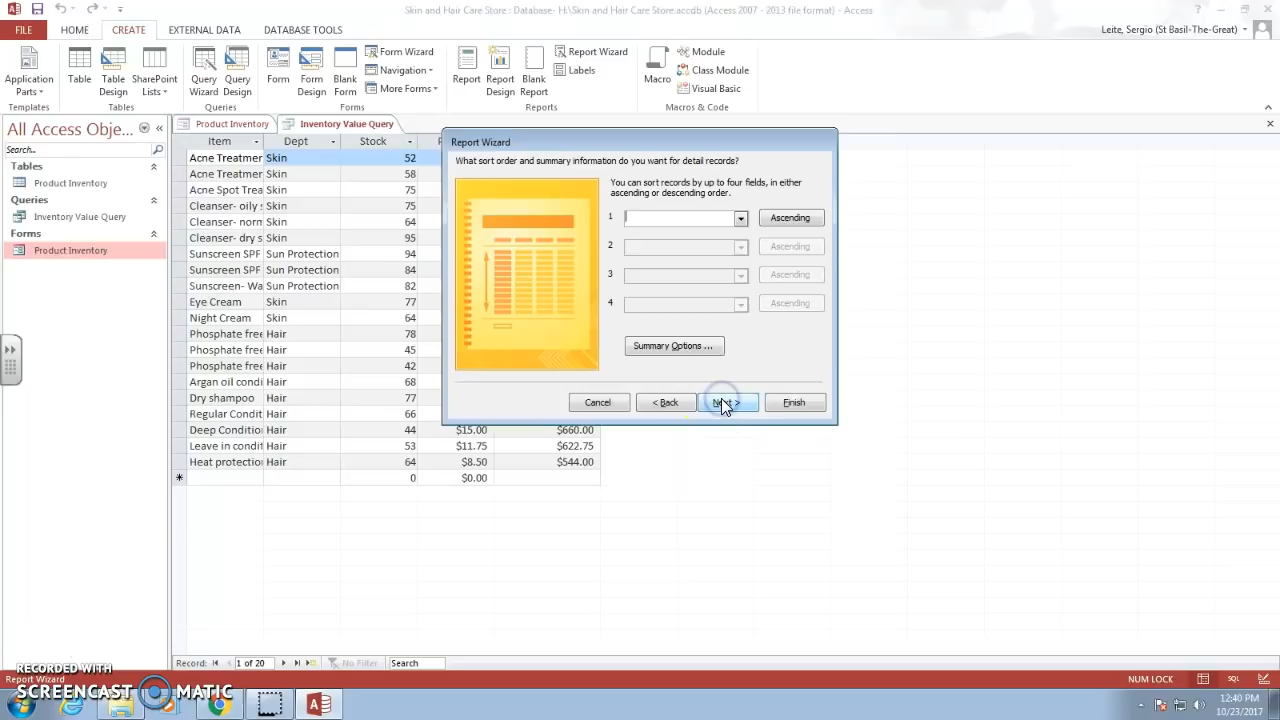 Skin and Hair Care Store : Database- H:\Skin and Hair Care Store.accdb (Access 2007 - 2013 file format) - Access
FILE HOME CREATE EXTERNAL DATA DATABASE TOOLS
Leite, Sergio (St Basil-The-Great)
Application Parts
Table
Table Design
SharePoint Lists
Query Wizard
Query Design
Form
Form Design
Blank Form
Form Wizard
Navigation
More Forms
Report
Report Design
Blank Report
Report Wizard
Labels
Macro
Module
Class Module
Visual Basic
Templates Tables Queries Forms Reports Macros & Code
All Access Obje...
Search...
Tables
Product Inventory
Queries
Inventory Value Query
Forms
Product Inventory
Product Inventory Inventory Value Query
Item Dept Stock
Acne Treatmer Skin 52
Acne Treatmer Skin 58
Acne Spot Trea Skin 75
Cleanser- oily s Skin 75
Cleanser- norn Skin 64
Cleanser- dry s Skin 95
Sunscreen SPF Sun Protection 94
Sunscreen SPF Sun Protection 84
Sunscreen- Wa Sun Protection 82
Eye Cream Skin 77
Night Cream Skin 64
Phosphate free Hair 78
Phosphate free Hair 45
Phosphate free Hair 42
Argan oil condi Hair 68
Dry shampoo Hair 77
Regular Condit Hair 66
Deep Condition Hair 44 $15.00 $660.00
Leave in condit Hair 53 $11.75 $622.75
Heat protection Hair 64 $8.50 $544.00
* 0 $0.00
Report Wizard
What sort order and summary information do you want for detail records?
You can sort records by up to four fields, in either
ascending or descending order.
1 Ascending
2 Ascending
3 Ascending
4 Ascending
Summary Options ...
Cancel < Back Next > Finish
Record: 1 of 20 No Filter Search
RECORDED WITH
Report Wizard
NUM LOCK SQL
SCREENCAST MATIC
12:40 PM
10/23/2017